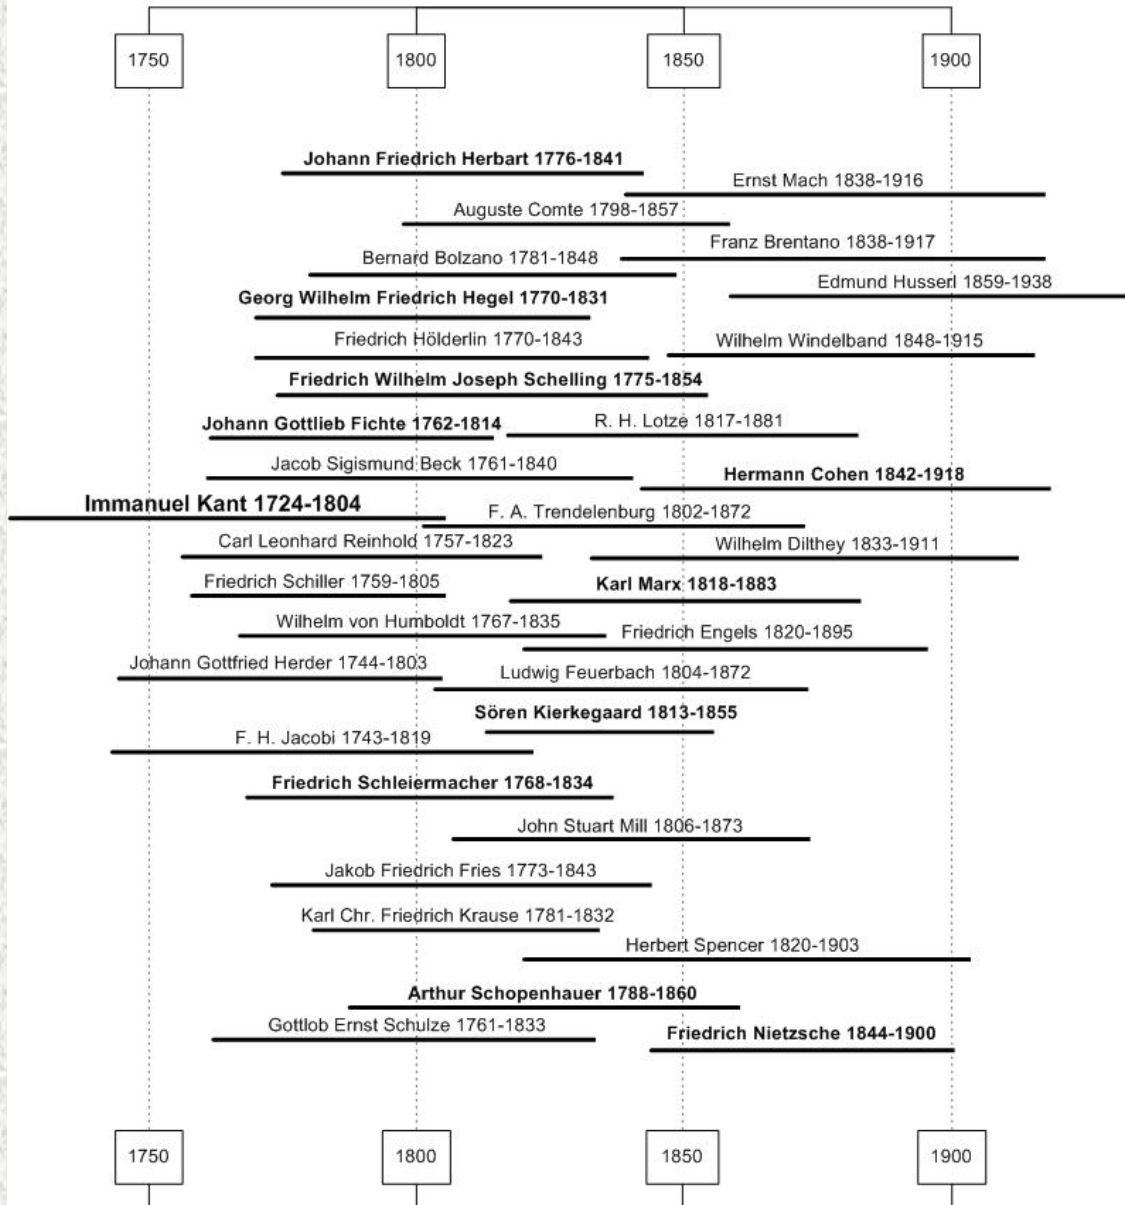 1750
1800
1850
1900
Johann Friedrich Herbart 1776-1841
Ernst Mach 1838-1916
Auguste Comte 1798-1857
Franz Brentano 1838-1917
Bernard Bolzano 1781-1848
Edmund Husserl 1859-1938
Georg Wilhelm Friedrich Hegel 1770-1831
Friedrich Hölderlin 1770-1843
Wilhelm Windelband 1848-1915
Friedrich Wilhelm Joseph Schelling 1775-1854
Johann Gottlieb Fichte 1762-1814
R. H. Lotze 1817-1881
Jacob Sigismund Beck 1761-1840
Hermann Cohen 1842-1918
Immanuel Kant 1724-1804
F. A. Trendelenburg 1802-1872
Carl Leonhard Reinhold 1757-1823
Wilhelm Dilthey 1833-1911
Friedrich Schiller 1759-1805
Karl Marx 1818-1883
Wilhelm von Humboldt 1767-1835
Friedrich Engels 1820-1895
Johann Gottfried Herder 1744-1803
Ludwig Feuerbach 1804-1872
Sören Kierkegaard 1813-1855
F. H. Jacobi 1743-1819
Friedrich Schleiermacher 1768-1834
John Stuart Mill 1806-1873
Jakob Friedrich Fries 1773-1843
Karl Chr. Friedrich Krause 1781-1832
Herbert Spencer 1820-1903
Arthur Schopenhauer 1788-1860
Gottlob Ernst Schulze 1761-1833
Friedrich Nietzsche 1844-1900
1750
1800
1850
1900